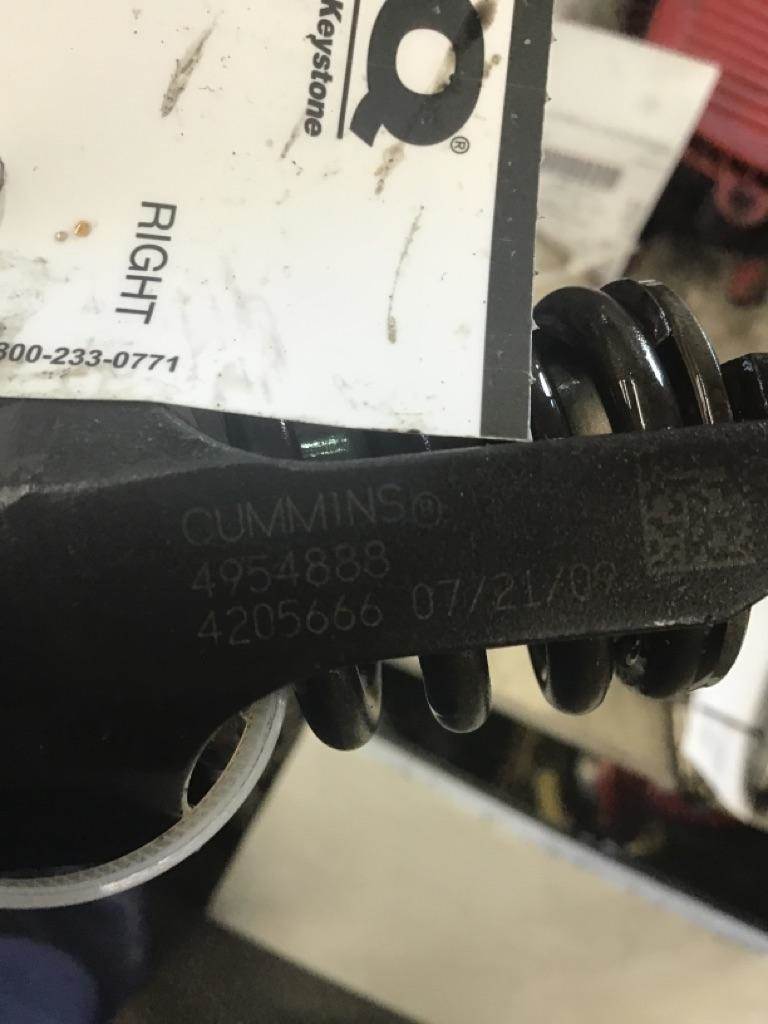 Q®
Keystone
RIGHT
800-233-0771
CUMMINS®
4954888
4205666 07/21/09